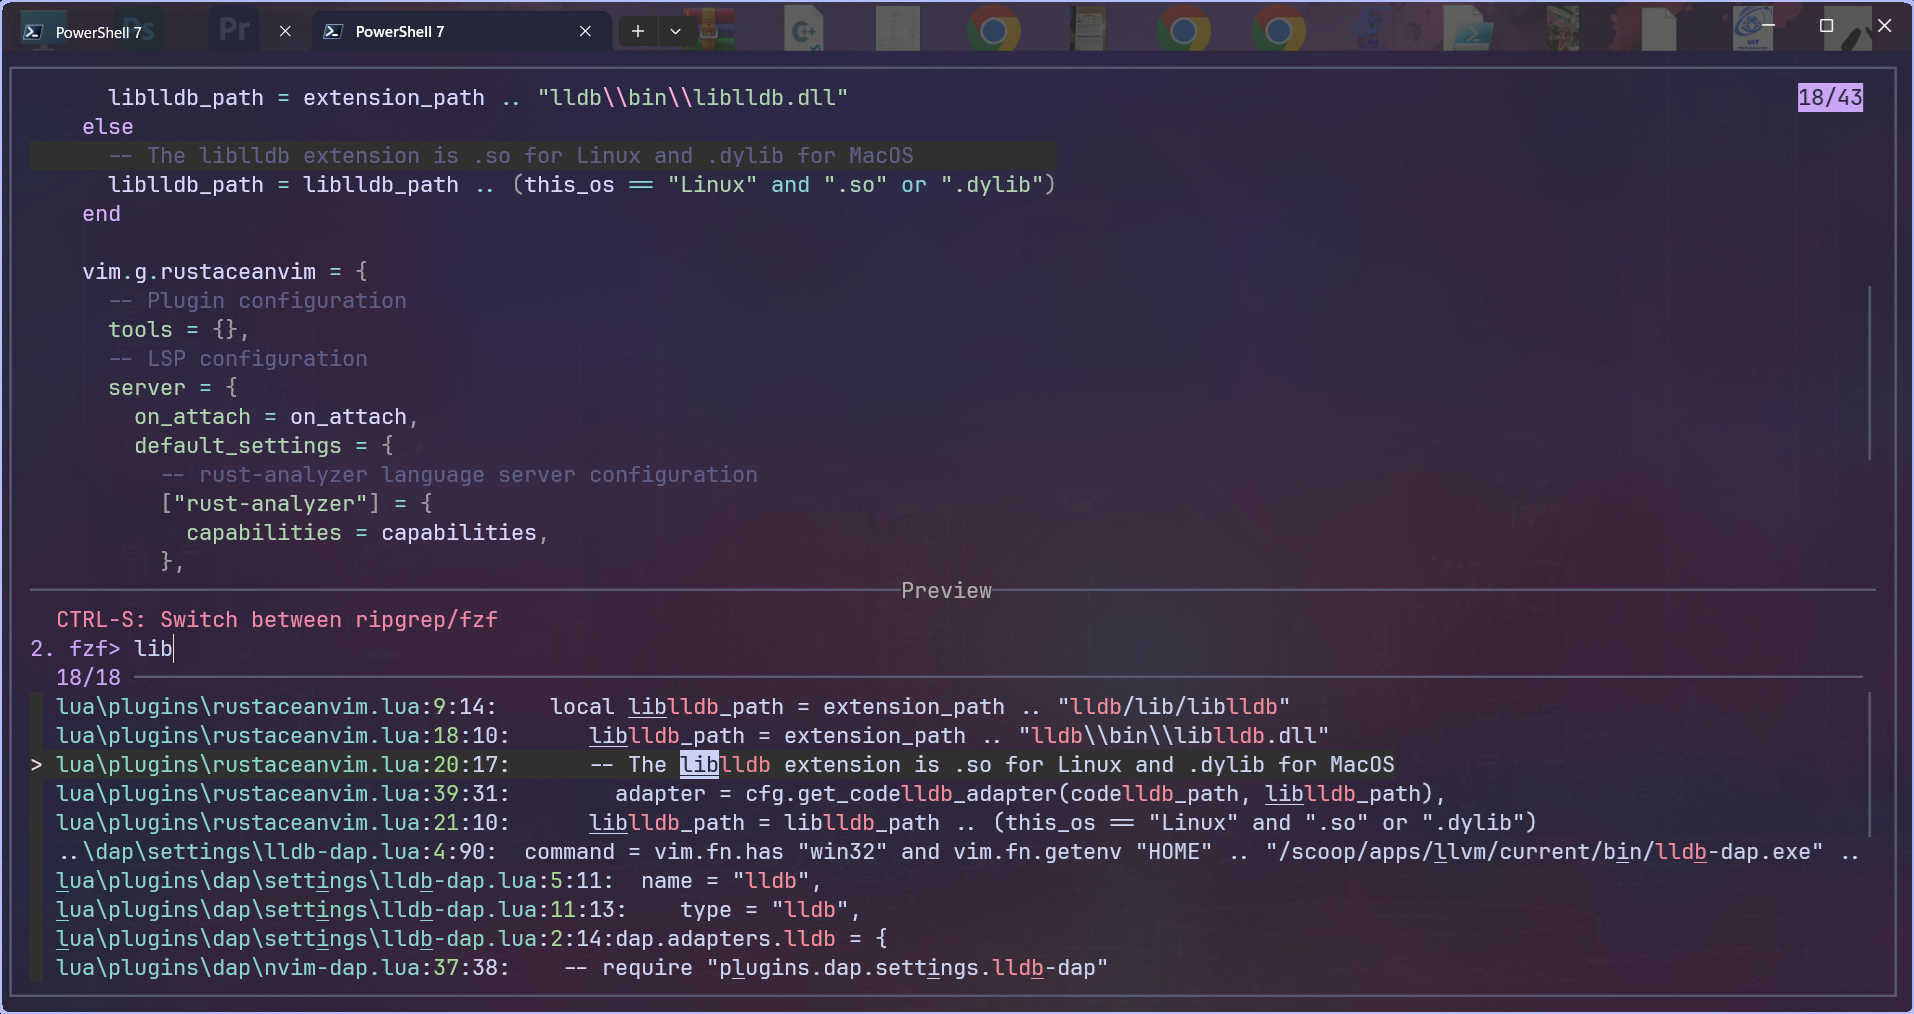 PowerShell 7
PowerShell 7
    liblldb_path = extension_path .. "lldb\\bin\\liblldb.dll"
18/43
  else
    -- The liblldb extension is .so for Linux and .dylib for MacOS
    liblldb_path = liblldb_path .. (this_os == "Linux" and ".so" or ".dylib")
  end
  vim.g.rustaceanvim = {
    -- Plugin configuration
    tools = {},
    -- LSP configuration
    server = {
      on_attach = on_attach,
      default_settings = {
        -- rust-analyzer language server configuration
        ["rust-analyzer"] = {
          capabilities = capabilities,
        },
Preview
CTRL-S: Switch between ripgrep/fzf
2. fzf> lib
18/18
lua\plugins\rustaceanvim.lua:9:14:    local liblldb_path = extension_path .. "lldb/lib/liblldb"
lua\plugins\rustaceanvim.lua:18:10:      liblldb_path = extension_path .. "lldb\\bin\\liblldb.dll"
> lua\plugins\rustaceanvim.lua:20:17:      -- The liblldb extension is .so for Linux and .dylib for MacOS
lua\plugins\rustaceanvim.lua:39:31:        adapter = cfg.get_codelldb_adapter(codelldb_path, liblldb_path),
lua\plugins\rustaceanvim.lua:21:10:      liblldb_path = liblldb_path .. (this_os == "Linux" and ".so" or ".dylib")
..\dap\settings\lldb-dap.lua:4:90:  command = vim.fn.has "win32" and vim.fn.getenv "HOME" .. "/scoop/apps/llvm/current/bin/lldb-dap.exe" ..
lua\plugins\dap\settings\lldb-dap.lua:5:11:  name = "lldb",
lua\plugins\dap\settings\lldb-dap.lua:11:13:    type = "lldb",
lua\plugins\dap\settings\lldb-dap.lua:2:14:dap.adapters.lldb = {
lua\plugins\dap\nvim-dap.lua:37:38:    -- require "plugins.dap.settings.lldb-dap"